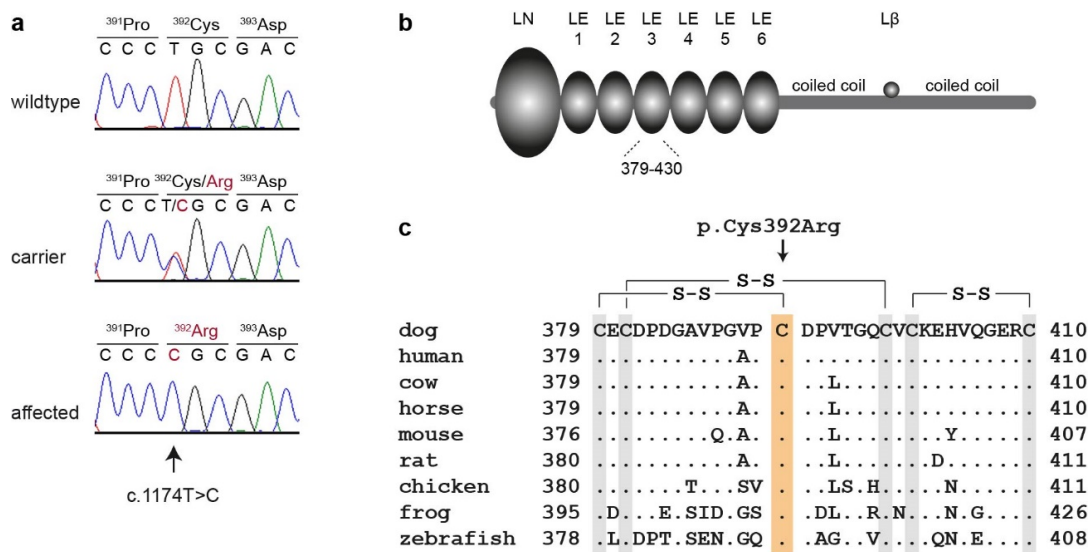 a
³⁹¹Pro ³⁹²Cys ³⁹³Asp
C C C T G C G A C
wildtype
³⁹¹Pro ³⁹²Cys/Arg ³⁹³Asp
C C C T/C G C G A C
carrier
³⁹¹Pro ³⁹²Arg ³⁹³Asp
C C C C G C G A C
affected
c.1174T>C
b
LN LE LE LE LE LE LE Lβ
1 2 3 4 5 6
coiled coil coiled coil
379-430
c
p.Cys392Arg
S-S
S-S S-S
dog 379 CECDPDGAVPGVP C DPVTGQCVCKEHVQGERC 410
human 379 ...........A. . .................. 410
cow 379 ...........A. . ..L............... 410
horse 379 ...........A. . ..L............... 410
mouse 376 .........Q.A. . ..L........Y...... 407
rat 380 ...........A. . ..L.......D....... 411
chicken 380 .......T...SV . ..LS.H.....N...... 411
frog 395 .D...E.SID.GS . .DL..R.N...N.G.... 426
zebrafish 378 .L.DPT.SEN.GQ . .AG..V....QN.E.... 408